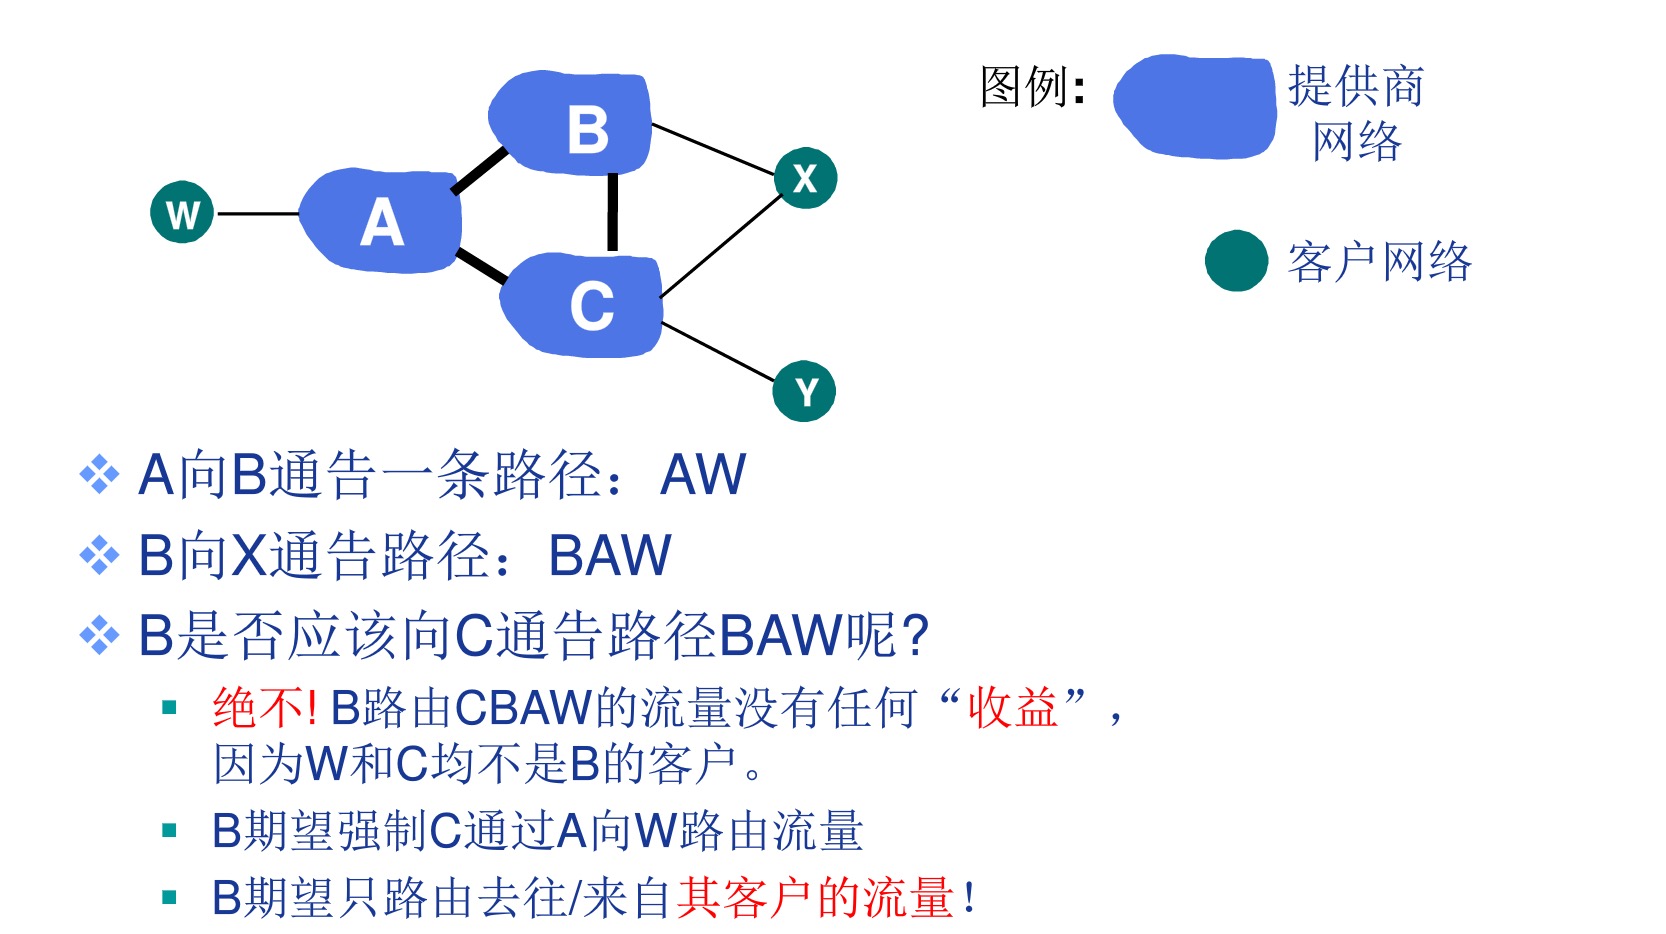 图例:
提供商
网络
客户网络
B
X
W
A
C
Y
A向B通告一条路径：AW
B向X通告路径：BAW
B是否应该向C通告路径BAW呢?
绝不! B路由CBAW的流量没有任何“收益”，
因为W和C均不是B的客户。
B期望强制C通过A向W路由流量
B期望只路由去往/来自其客户的流量!